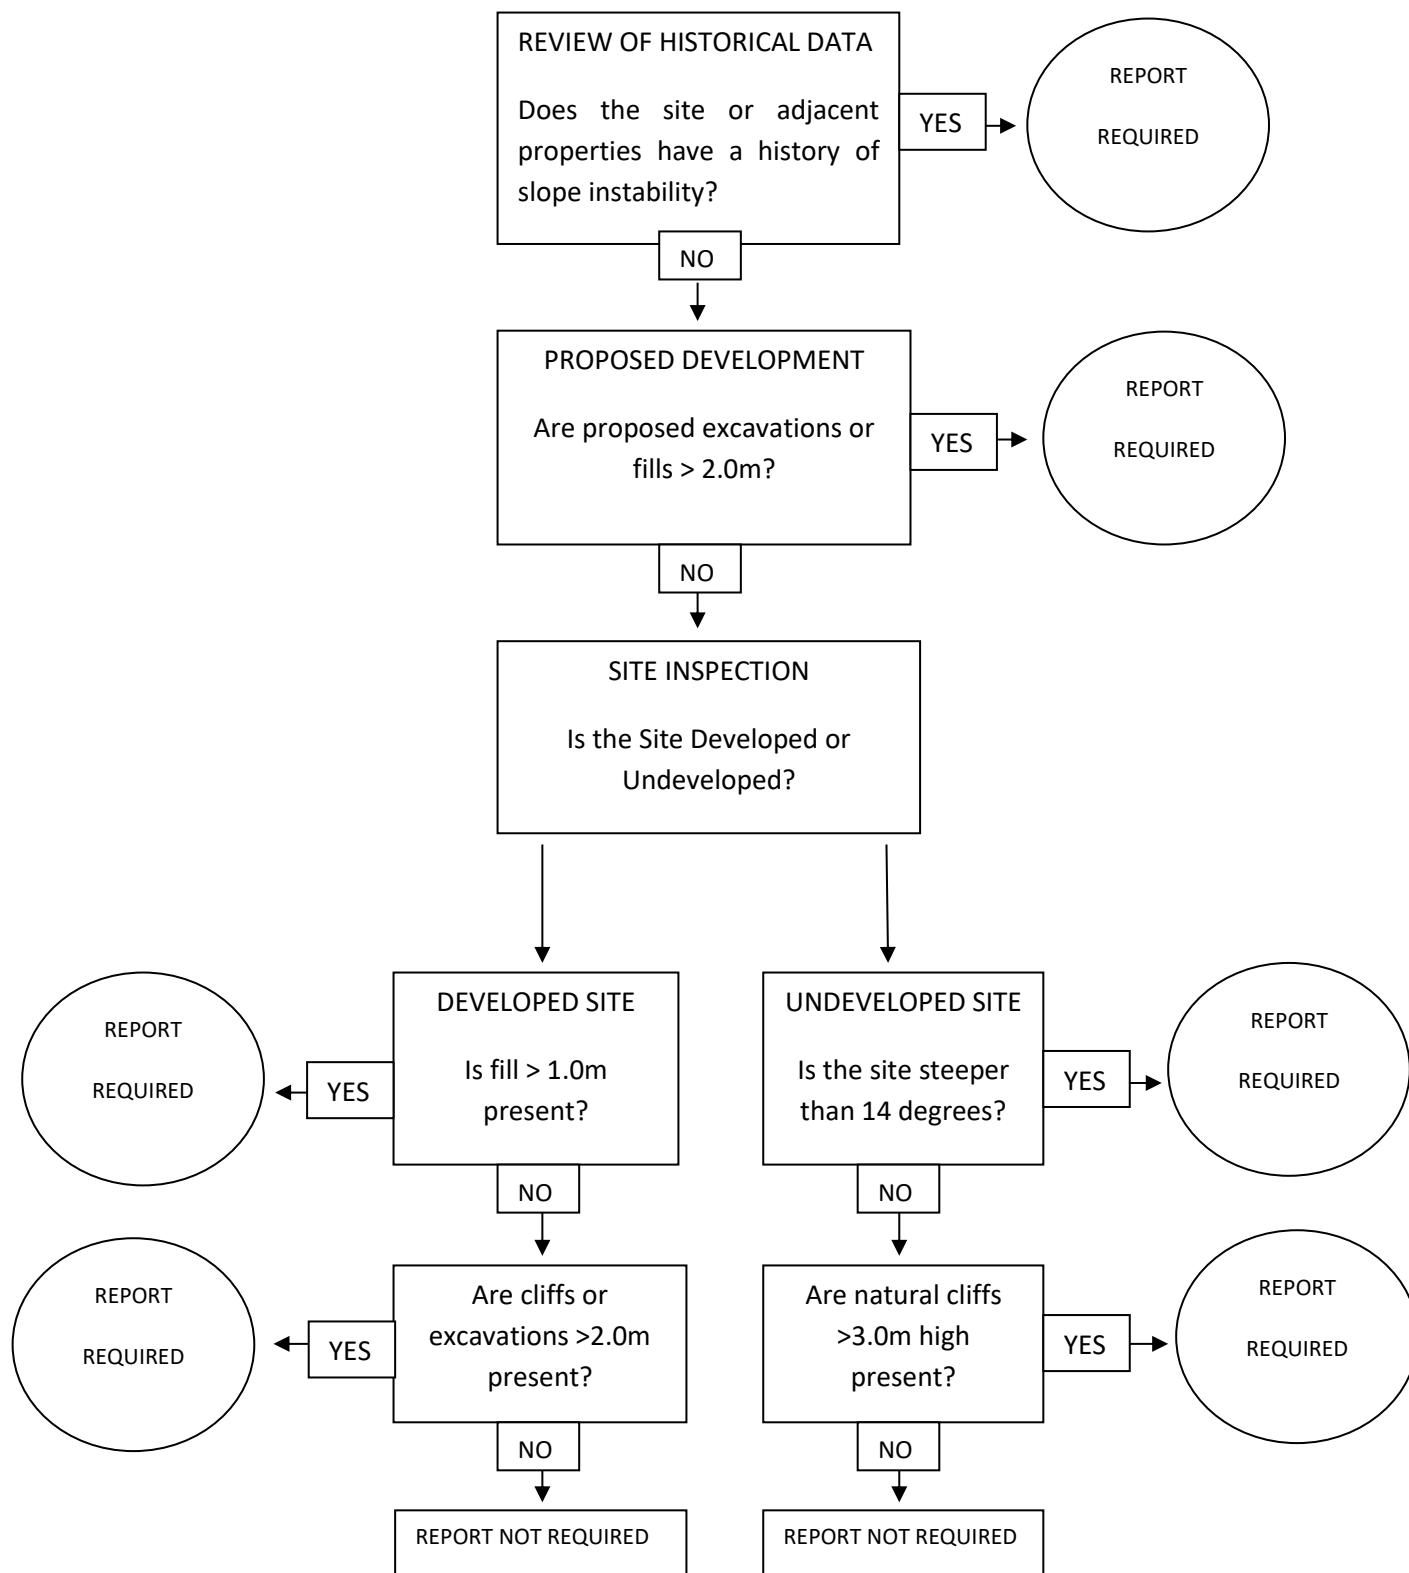 REVIEW OF HISTORICAL DATA
Does the site or adjacent
properties have a history of
slope instability?
YES
REPORT
REQUIRED
NO
PROPOSED DEVELOPMENT
Are proposed excavations or
fills > 2.0m?
YES
REPORT
REQUIRED
NO
SITE INSPECTION
Is the Site Developed or
Undeveloped?
REPORT
REQUIRED
YES
DEVELOPED SITE
Is fill > 1.0m
present?
NO
UNDEVELOPED SITE
Is the site steeper
than 14 degrees?
YES
REPORT
REQUIRED
NO
REPORT
REQUIRED
YES
Are cliffs or
excavations >2.0m
present?
NO
Are natural cliffs
>3.0m high
present?
YES
REPORT
REQUIRED
NO
REPORT NOT REQUIRED
REPORT NOT REQUIRED